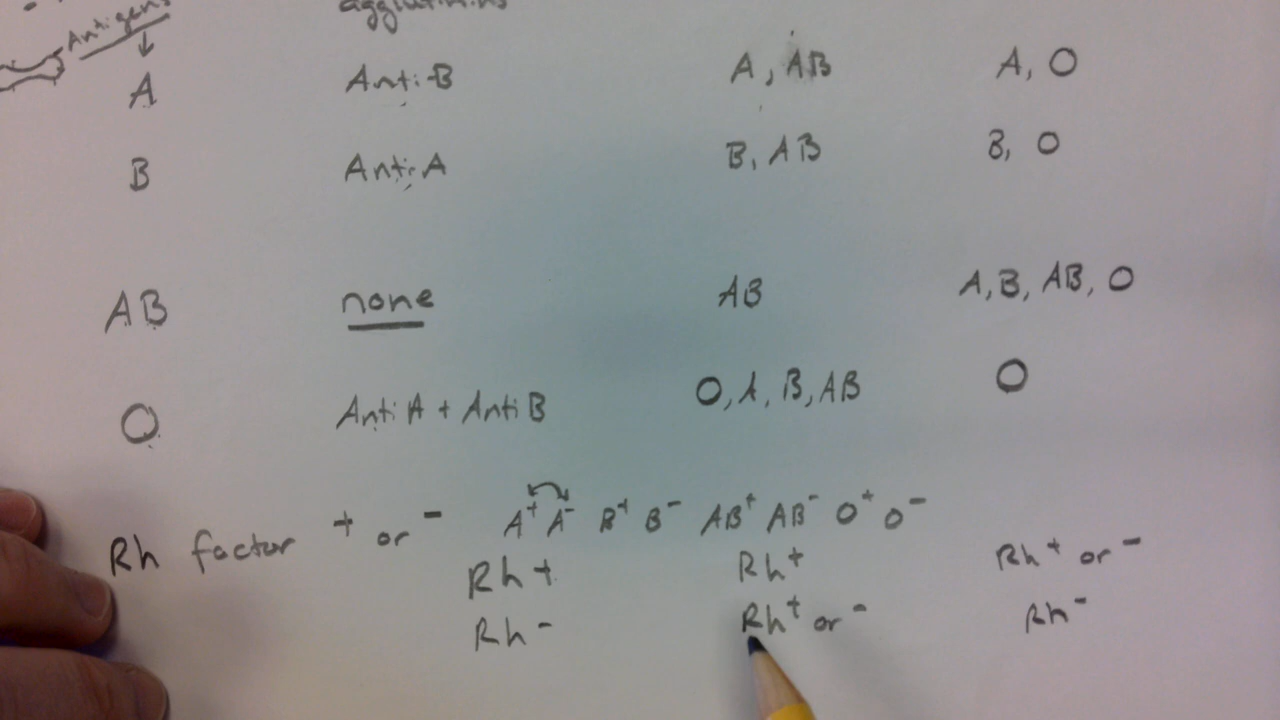 Antigens agglutinins
A Anti-B A, AB A, O
B Anti-A B, AB B, O
AB none AB A, B, AB, O
O Anti A + Anti B O, A, B, AB O
Rh factor + or - A+ A- B+ B- AB+ AB- O+ O-
Rh + Rh+ Rh+ or -
Rh - Rh+ or - Rh-